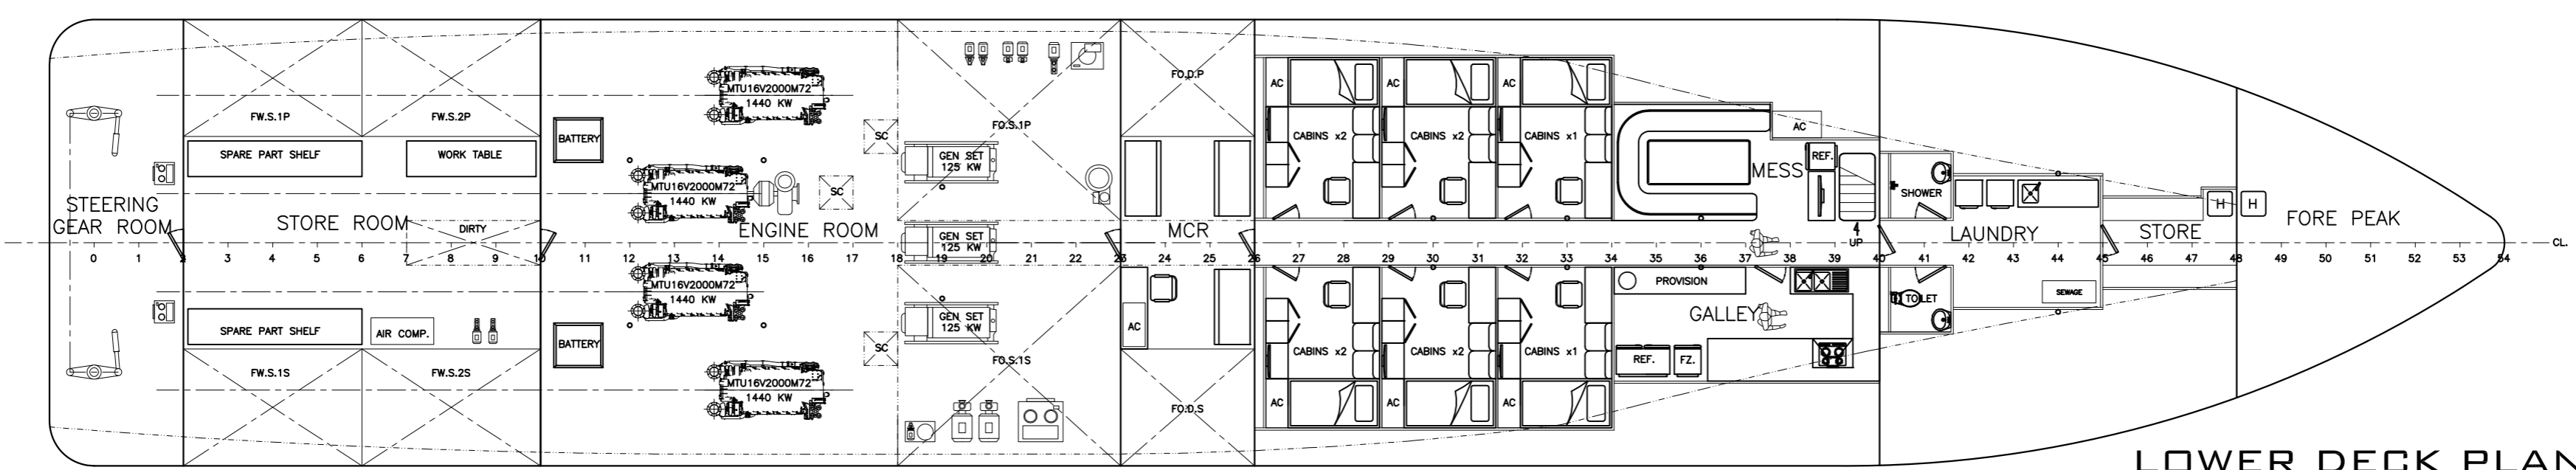 FO.D.P
AC
AC
AC
MTU16V2000M72
1440 KW
FW.S.1P
FW.S.2P
FO.S.1P
AC
BATTERY
SC
CABINS x2
CABINS x2
CABINS x1
SPARE PART SHELF
WORK TABLE
GEN SET
125 KW
REF.
MESS
MTU16V2000M72
1440 KW
SC
SHOWER
STEERING
GEAR ROOM
STORE ROOM
DIRTY
ENGINE ROOM
MCR
UP
LAUNDRY
STORE
H
H
FORE PEAK
GEN SET
125 KW
CL.
0 1 2 3 4 5 6 7 8 9 10 11 12 13 14 15 16 17 18 19 20 21 22 23 24 25 26 27 28 29 30 31 32 33 34 35 36 37 38 39 40 41 42 43 44 45 46 47 48 49 50 51 52 53 54
MTU16V2000M72
1440 KW
PROVISION
TOILET
SEWAGE
SPARE PART SHELF
AIR COMP.
GEN SET
125 KW
AC
GALLEY
BATTERY
SC
CABINS x2
CABINS x2
CABINS x1
REF.
FZ.
FW.S.1S
FW.S.2S
FO.S.1S
MTU16V2000M72
1440 KW
FO.D.S
AC
AC
AC
LOWER DECK PLAN